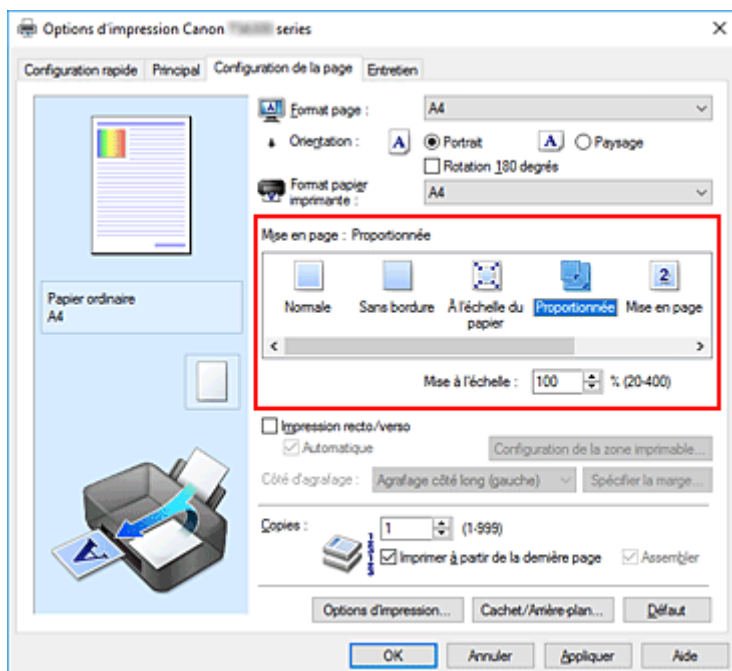 Options d'impression Canon series
Configuration rapide Principal Configuration de la page Entretien
Format page : A4
Orientation : A Portrait A Paysage
Rotation 180 degrés
Format papier imprimante : A4
Mise en page : Proportionnée
Normale Sans bordure À l'échelle du papier Proportionnée 2 Mise en page
Mise à l'échelle : 100 % (20-400)
Papier ordinaire
A4
Impression recto/verso
Automatique Configuration de la zone imprimable...
Côté d'agrafage : Agrafage côté long (gauche) Spécifier la marge...
Copies : 1 (1-999)
Imprimer à partir de la dernière page Assembler
Options d'impression... Cachet/Arrière-plan... Défaut
OK Annuler Appliquer Aide